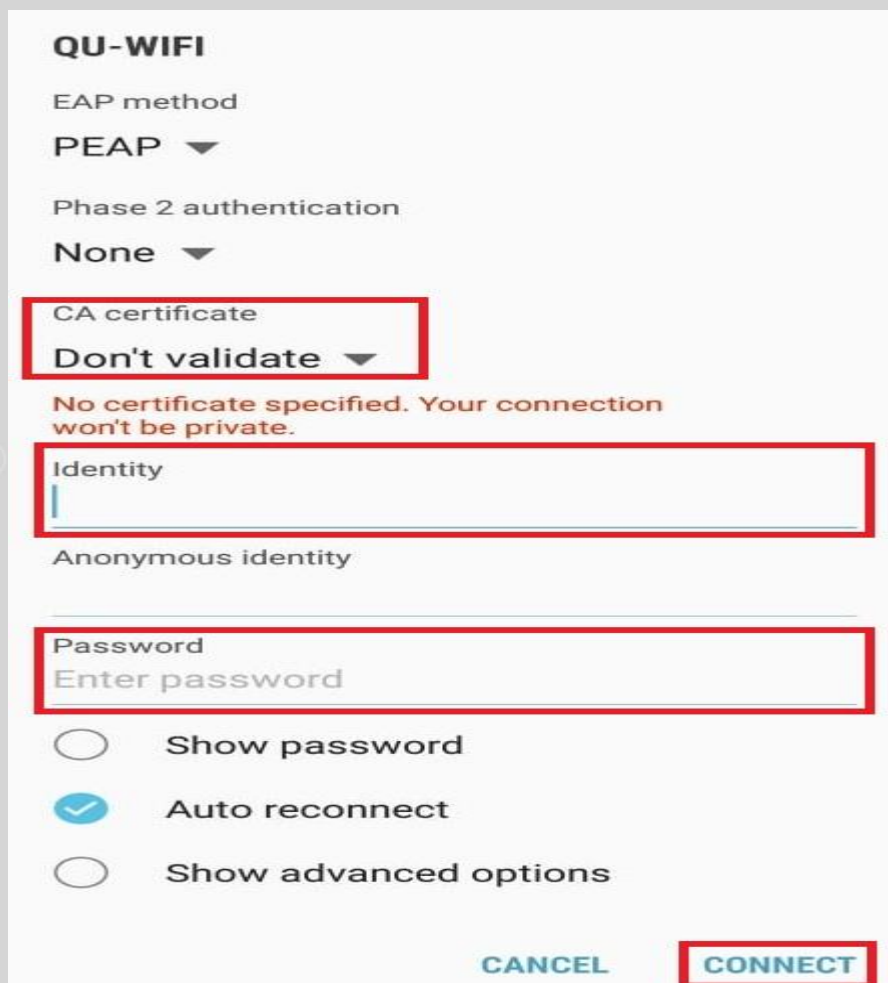 QU-WIFI
EAP method
PEAP
Phase 2 authentication
None
CA certificate
Don't validate
No certificate specified. Your connection
won't be private.
Identity
Anonymous identity
Password
Enter password
Show password
Auto reconnect
Show advanced options
CANCEL CONNECT